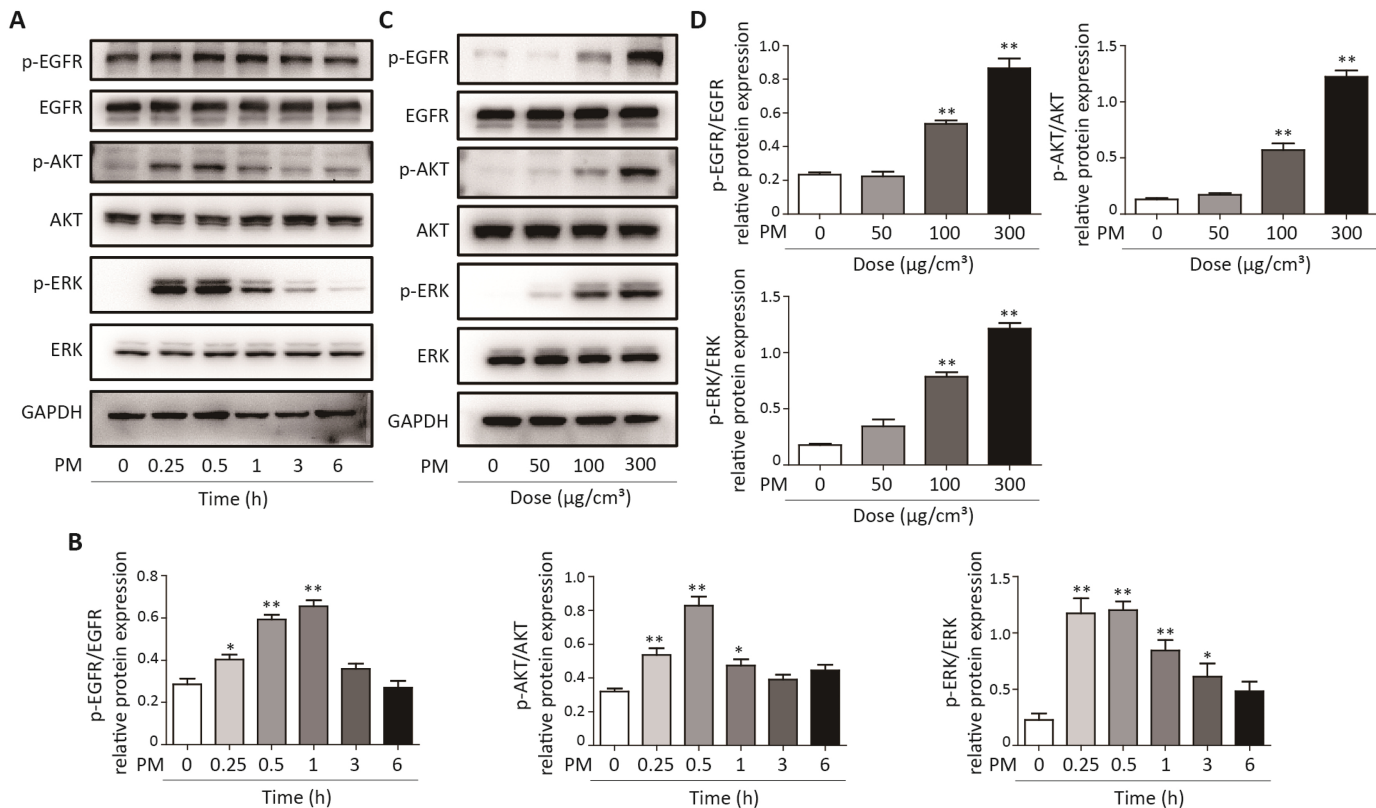 A
p-EGFR
EGFR
p-AKT
AKT
p-ERK
ERK
GAPDH
PM 0 0.25 0.5 1 3 6
Time (h)
C
p-EGFR
EGFR
p-AKT
AKT
p-ERK
ERK
GAPDH
PM 0 50 100 300
Dose (µg/cm³)
D
p-EGFR/EGFR
relative protein expression
1.0
0.8
0.6
0.4
0.2
0
**
**
PM 0 50 100 300
Dose (µg/cm³)
p-AKT/AKT
relative protein expression
1.5
1.0
0.5
0
**
**
PM 0 50 100 300
Dose (µg/cm³)
p-ERK/ERK
relative protein expression
1.5
1.0
0.5
0
**
**
PM 0 50 100 300
Dose (µg/cm³)
B
p-EGFR/EGFR
relative protein expression
0.8
0.6
0.4
0.2
0
*
**
**
PM 0 0.25 0.5 1 3 6
Time (h)
p-AKT/AKT
relative protein expression
1.0
0.8
0.6
0.4
0.2
0
**
**
*
PM 0 0.25 0.5 1 3 6
Time (h)
p-ERK/ERK
relative protein expression
1.5
1.0
0.5
0
**
**
**
*
PM 0 0.25 0.5 1 3 6
Time (h)